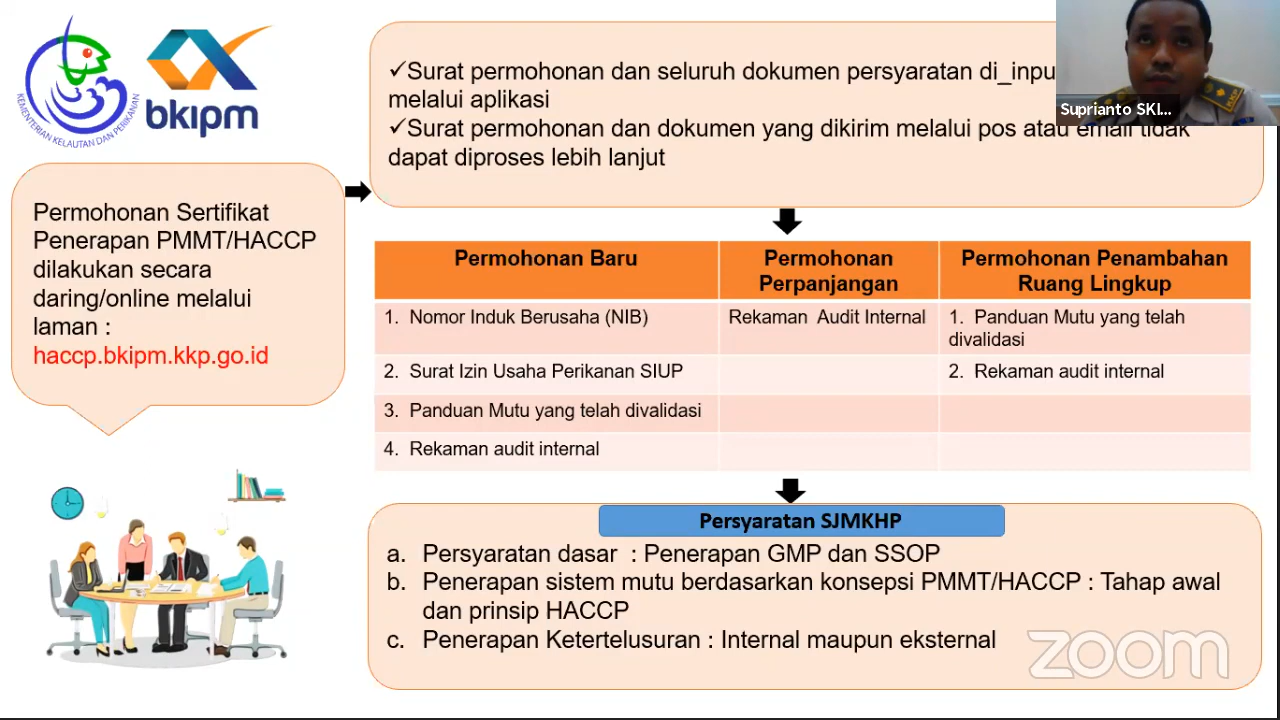 KEMENTERIAN KELAUTAN DAN PERIKANAN
bkipm
Permohonan Sertifikat
Penerapan PMMT/HACCP
dilakukan secara
daring/online melalui
laman :
haccp.bkipm.kkp.go.id
✓Surat permohonan dan seluruh dokumen persyaratan di_inpu
melalui aplikasi
✓Surat permohonan dan dokumen yang dikirim melalui pos atau email tidak
dapat diproses lebih lanjut
Suprianto SKI...
Permohonan Baru
Permohonan
Perpanjangan
Permohonan Penambahan
Ruang Lingkup
1. Nomor Induk Berusaha (NIB)
Rekaman Audit Internal
1. Panduan Mutu yang telah
divalidasi
2. Surat Izin Usaha Perikanan SIUP
2. Rekaman audit internal
3. Panduan Mutu yang telah divalidasi
4. Rekaman audit internal
Persyaratan SJMKHP
a. Persyaratan dasar : Penerapan GMP dan SSOP
b. Penerapan sistem mutu berdasarkan konsepsi PMMT/HACCP : Tahap awal
dan prinsip HACCP
c. Penerapan Ketertelusuran : Internal maupun eksternal
zoom